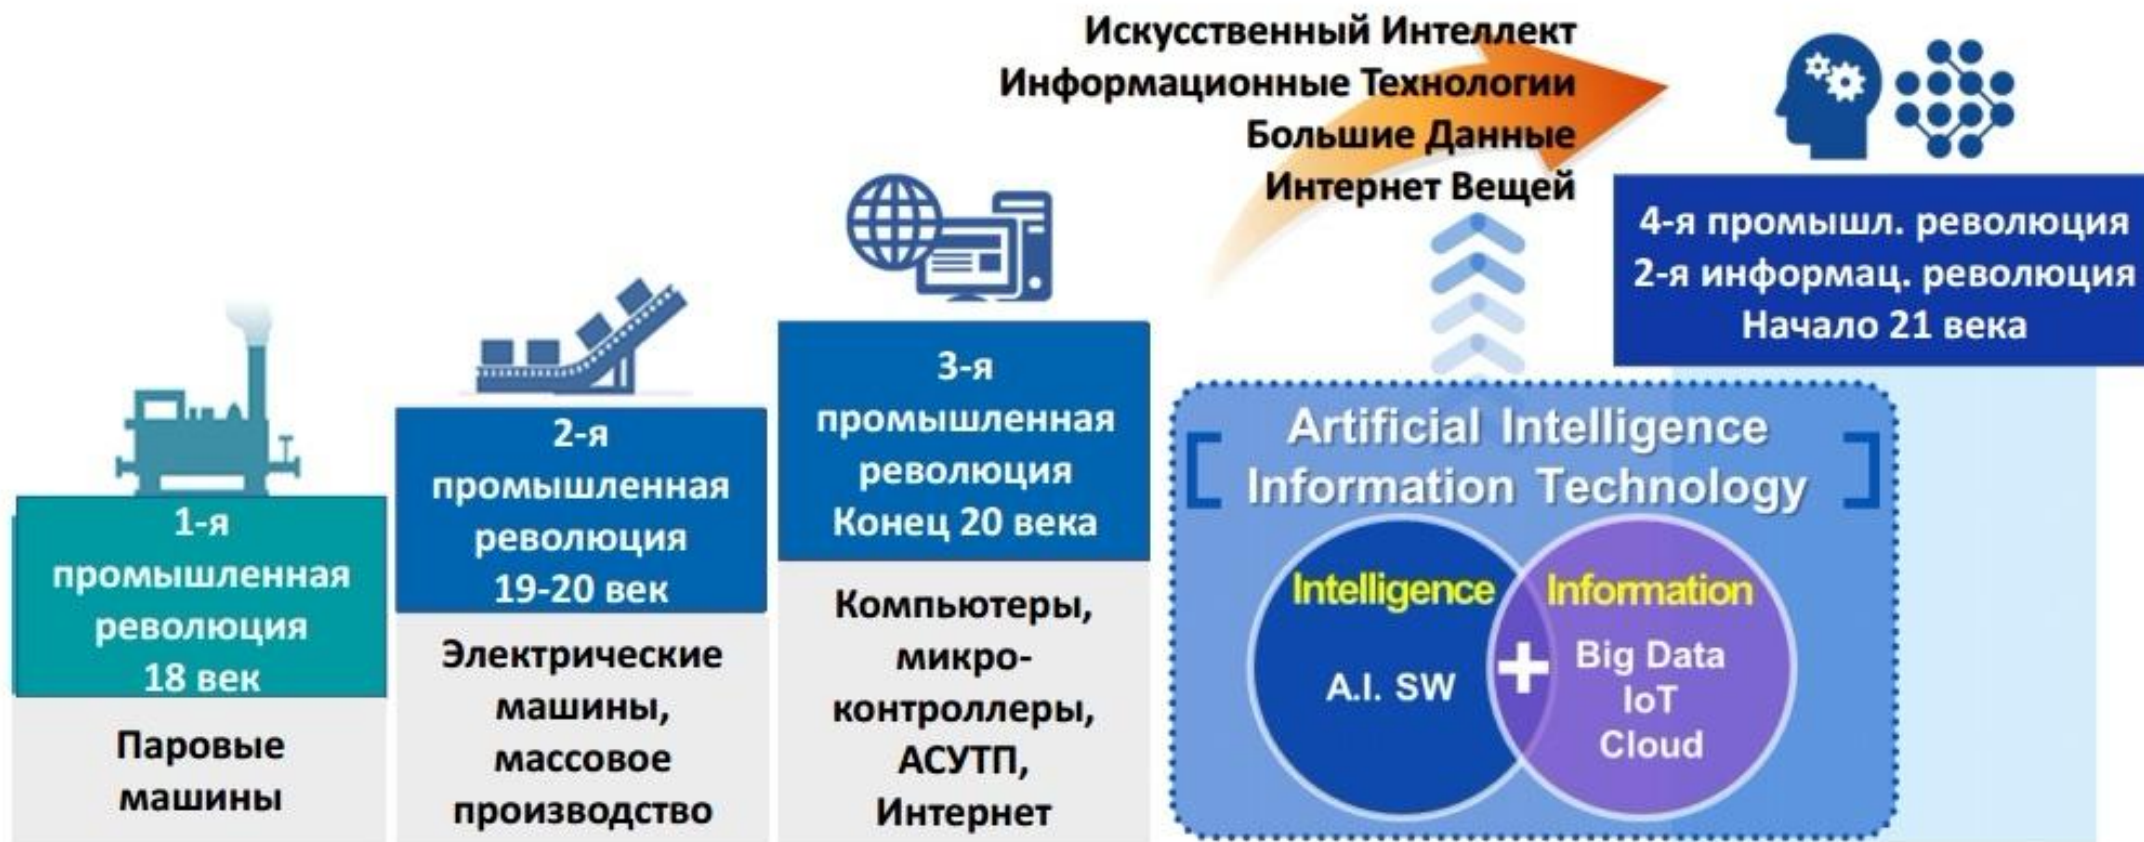 Искусственный Интеллект
Информационные Технологии
Большие Данные
Интернет Вещей
4-я промышл. революция
2-я информац. революция
Начало 21 века
3-я
промышленная
революция
Конец 20 века
Компьютеры,
микро-
контроллеры,
АСУТП,
Интернет
2-я
промышленная
революция
19-20 век
Электрические
машины,
массовое
производство
1-я
промышленная
революция
18 век
Паровые
машины
Artificial Intelligence
Information Technology
Intelligence
A.I. SW
+
Information
Big Data
IoT
Cloud